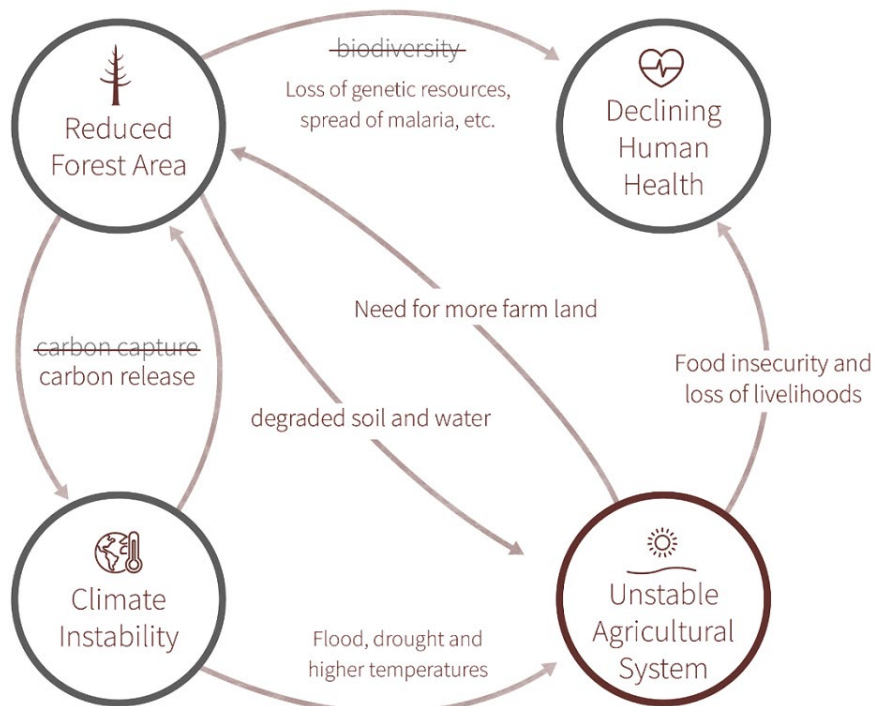 biodiversity
Loss of genetic resources,
spread of malaria, etc.
Reduced
Forest Area
Declining
Human
Health
Need for more farm land
carbon capture
carbon release
Food insecurity and
loss of livelihoods
degraded soil and water
Climate
Instability
Flood, drought and
higher temperatures
Unstable
Agricultural
System